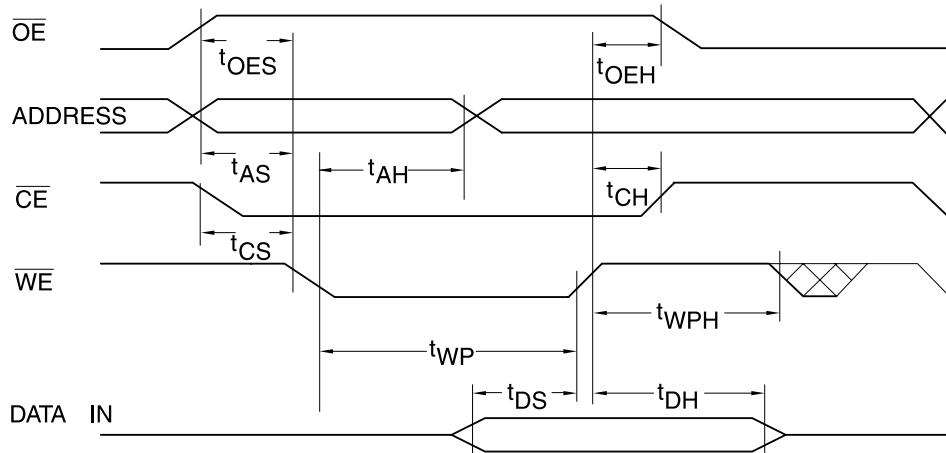 OE
tOES
tOEH
ADDRESS
tAS
tAH
tCH
CE
tCS
WE
tWPH
tWP
tDS
tDH
DATA IN